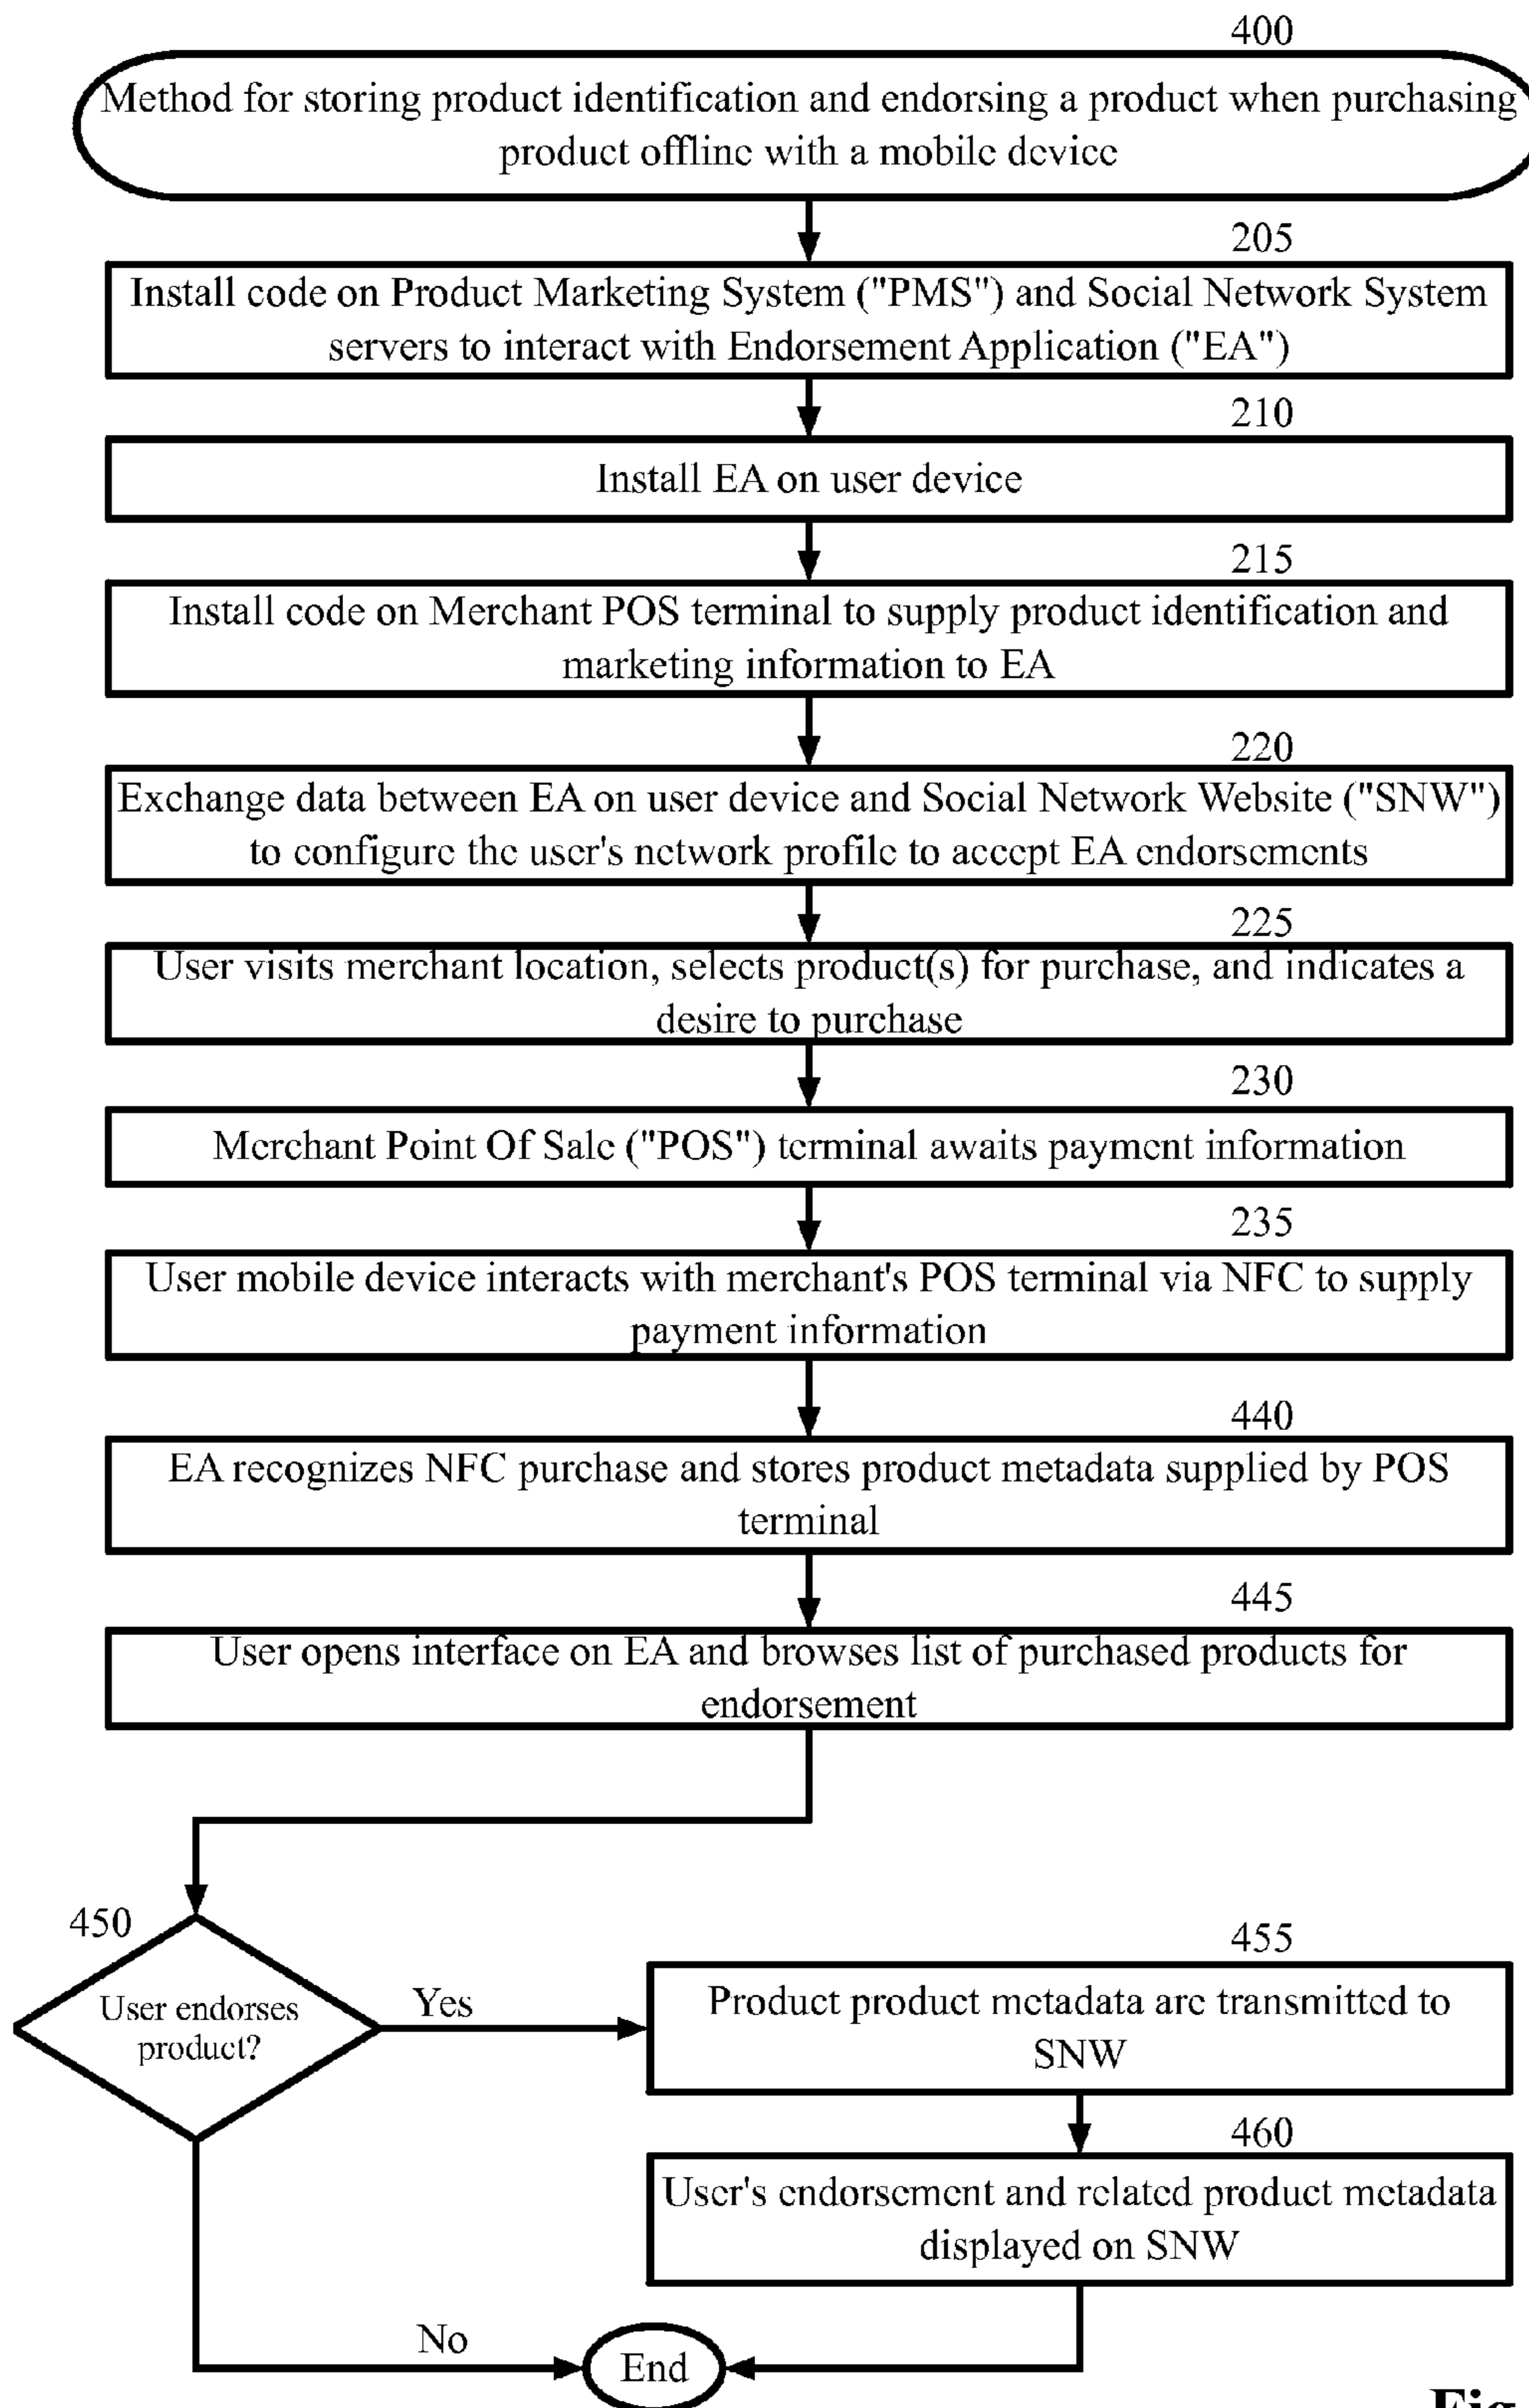 400
Method for storing product identification and endorsing a product when purchasing
product offline with a mobile device
205
Install code on Product Marketing System ("PMS") and Social Network System
servers to interact with Endorsement Application ("EA")
210
Install EA on user device
215
Install code on Merchant POS terminal to supply product identification and
marketing information to EA
220
Exchange data between EA on user device and Social Network Website ("SNW")
to configure the user's network profile to accept EA endorsements
225
User visits merchant location, selects product(s) for purchase, and indicates a
desire to purchase
230
Merchant Point Of Sale ("POS") terminal awaits payment information
235
User mobile device interacts with merchant's POS terminal via NFC to supply
payment information
440
EA recognizes NFC purchase and stores product metadata supplied by POS
terminal
445
User opens interface on EA and browses list of purchased products for
endorsement
450
User endorses
product?
Yes
455
Product product metadata are transmitted to
SNW
460
User's endorsement and related product metadata
displayed on SNW
No
End